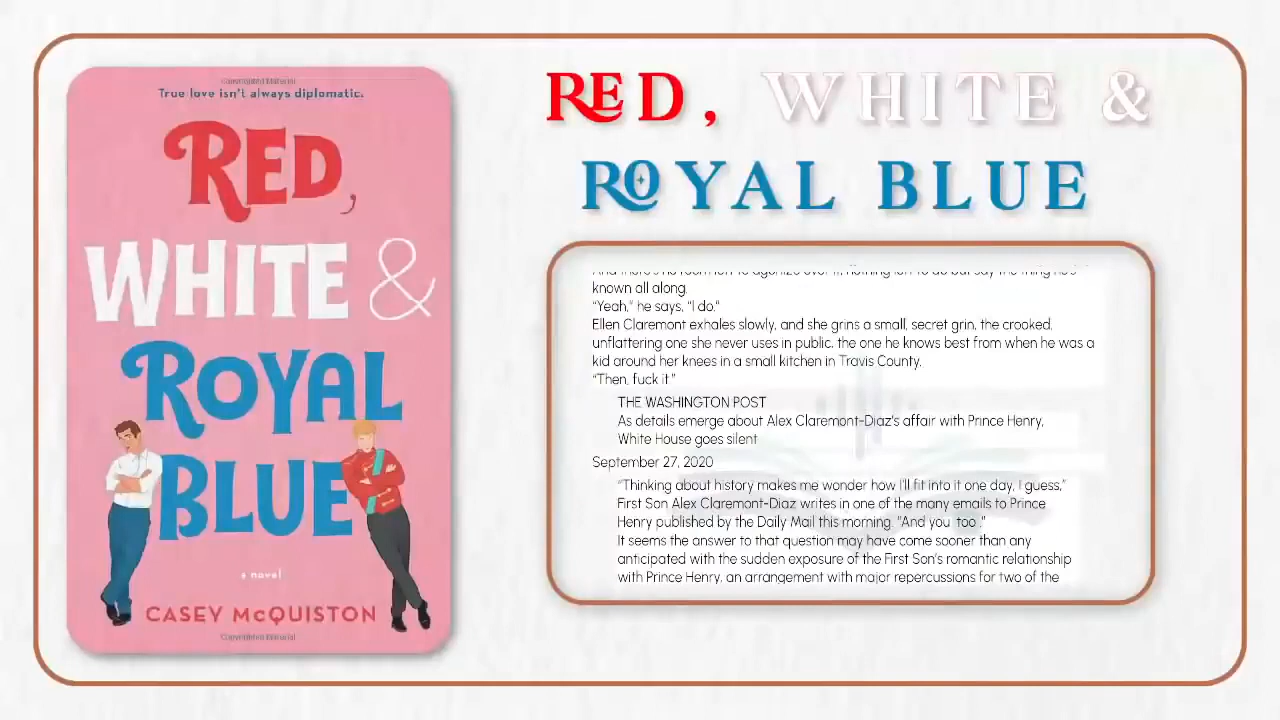 Copyrighted Material
True love isn't always diplomatic.
RED,
WHITE &
ROYAL
BLUE
a novel
CASEY McQUISTON
Copyrighted Material
RED, WHITE &
ROYAL BLUE
known all along.
“Yeah,” he says, “I do.”
Ellen Claremont exhales slowly, and she grins a small, secret grin, the crooked,
unflattering one she never uses in public, the one he knows best from when he was a
kid around her knees in a small kitchen in Travis County.
“Then, fuck it.”
THE WASHINGTON POST
As details emerge about Alex Claremont-Diaz's affair with Prince Henry,
White House goes silent
September 27, 2020
“Thinking about history makes me wonder how I'll fit into it one day, I guess,”
First Son Alex Claremont-Diaz writes in one of the many emails to Prince
Henry published by the Daily Mail this morning. “And you too .”
It seems the answer to that question may have come sooner than any
anticipated with the sudden exposure of the First Son's romantic relationship
with Prince Henry, an arrangement with major repercussions for two of the